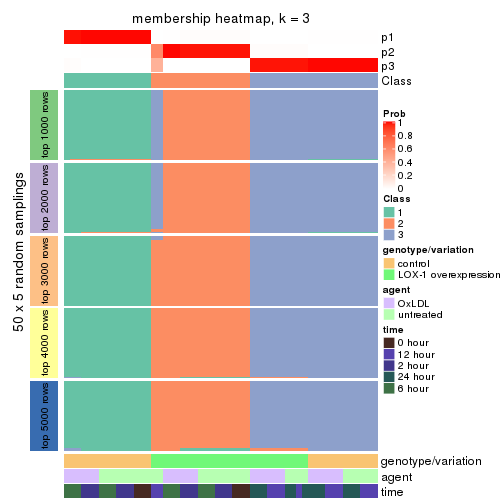 membership heatmap, k = 3
p1
p2
p3
Class
50 x 5 random samplings
top 1000 rows
top 2000 rows
top 3000 rows
top 4000 rows
top 5000 rows
Prob
1
0.8
0.6
0.4
0.2
0
Class
1
2
3
genotype/variation
control
LOX-1 overexpression
agent
OxLDL
untreated
time
0 hour
12 hour
2 hour
24 hour
6 hour
genotype/variation
agent
time